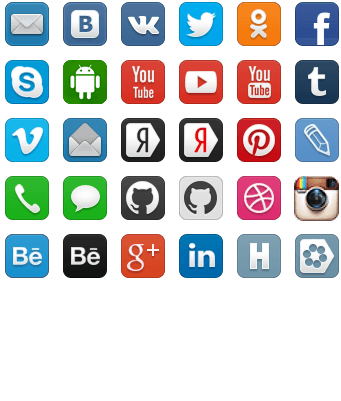 В VK f
S You Tube You Tube t
v Я Я P
Bē Bē g+ in H